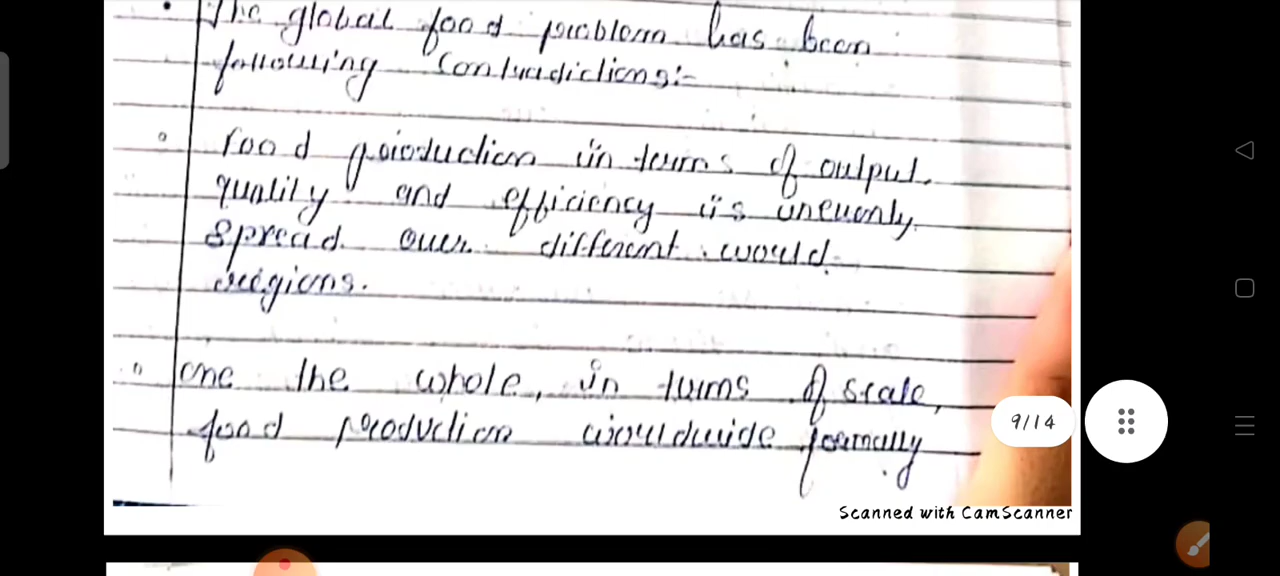 The global food problem has been
following contradictions:-
food production in terms of output.
quality and efficiency is unevenly
spread over different would
regions.
one the whole, in terms of scale,
food production worldwide formally
9/14
Scanned with CamScanner